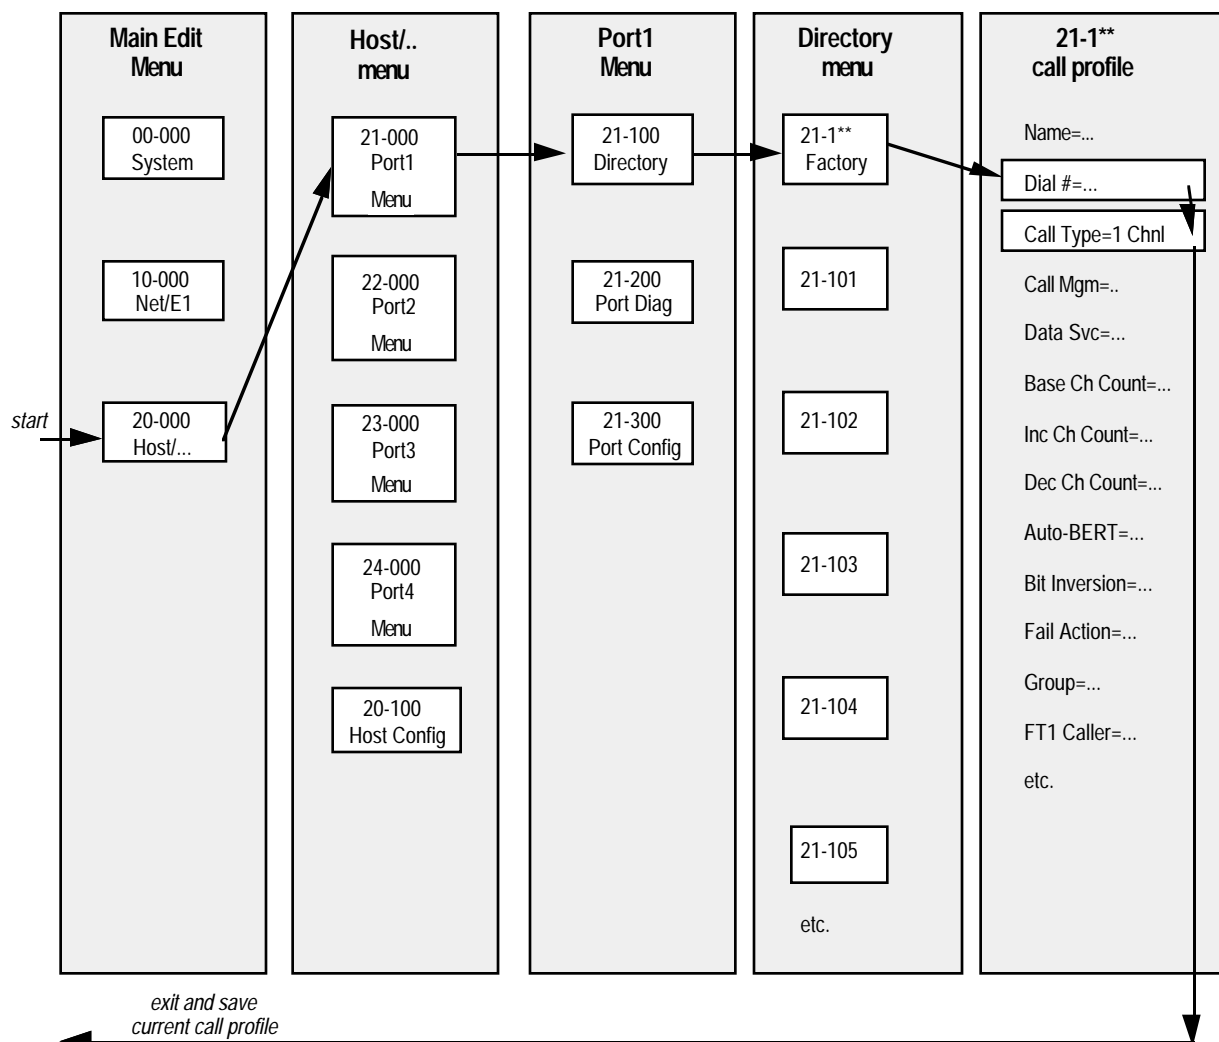 Main Edit
Menu
00-000
System
10-000
Net/E1
start
20-000
Host/...
Host/..
menu
21-000
Port1
Menu
22-000
Port2
Menu
23-000
Port3
Menu
24-000
Port4
Menu
20-100
Host Config
Port1
Menu
21-100
Directory
21-200
Port Diag
21-300
Port Config
Directory
menu
21-1**
Factory
21-101
21-102
21-103
21-104
21-105
etc.
21-1**
call profile
Name=...
Dial #=...
Call Type=1 Chnl
Call Mgm=..
Data Svc=...
Base Ch Count=...
Inc Ch Count=...
Dec Ch Count=...
Auto-BERT=...
Bit Inversion=...
Fail Action=...
Group=...
FT1 Caller=...
etc.
exit and save
current call profile